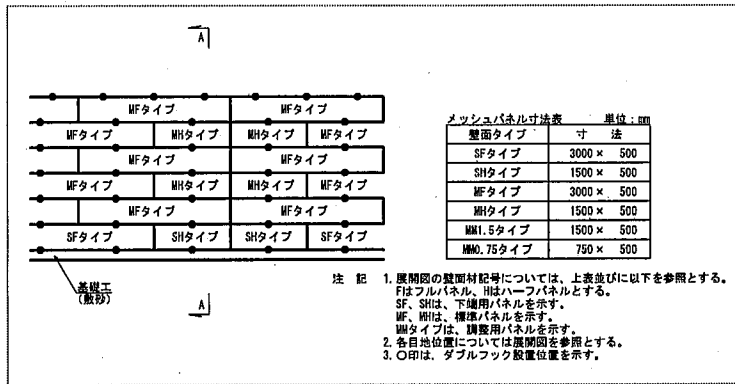 A
MFタイプ MFタイプ
MFタイプ MHタイプ MHタイプ MFタイプ
MFタイプ MFタイプ
MFタイプ MHタイプ MHタイプ MFタイプ
MFタイプ MFタイプ
SFタイプ SHタイプ SHタイプ SFタイプ
基礎工
(敷砂)
A
メッシュパネル寸法表 単位:mm
壁面タイプ 寸 法
SFタイプ 3000 × 500
SHタイプ 1500 × 500
MFタイプ 3000 × 500
MHタイプ 1500 × 500
MM1.5タイプ 1500 × 500
MM0.75タイプ 750 × 500
注 記 1. 展開図の壁面材記号については、上表並びに以下を参照とする。
Fはフルパネル、Hはハーフパネルとする。
SF、SHは、下端用パネルを示す。
MF、MHは、標準パネルを示す。
MMタイプは、調整用パネルを示す。
2. 各目地位置については展開図を参照とする。
3. 〇印は、ダブルフック設置位置を示す。